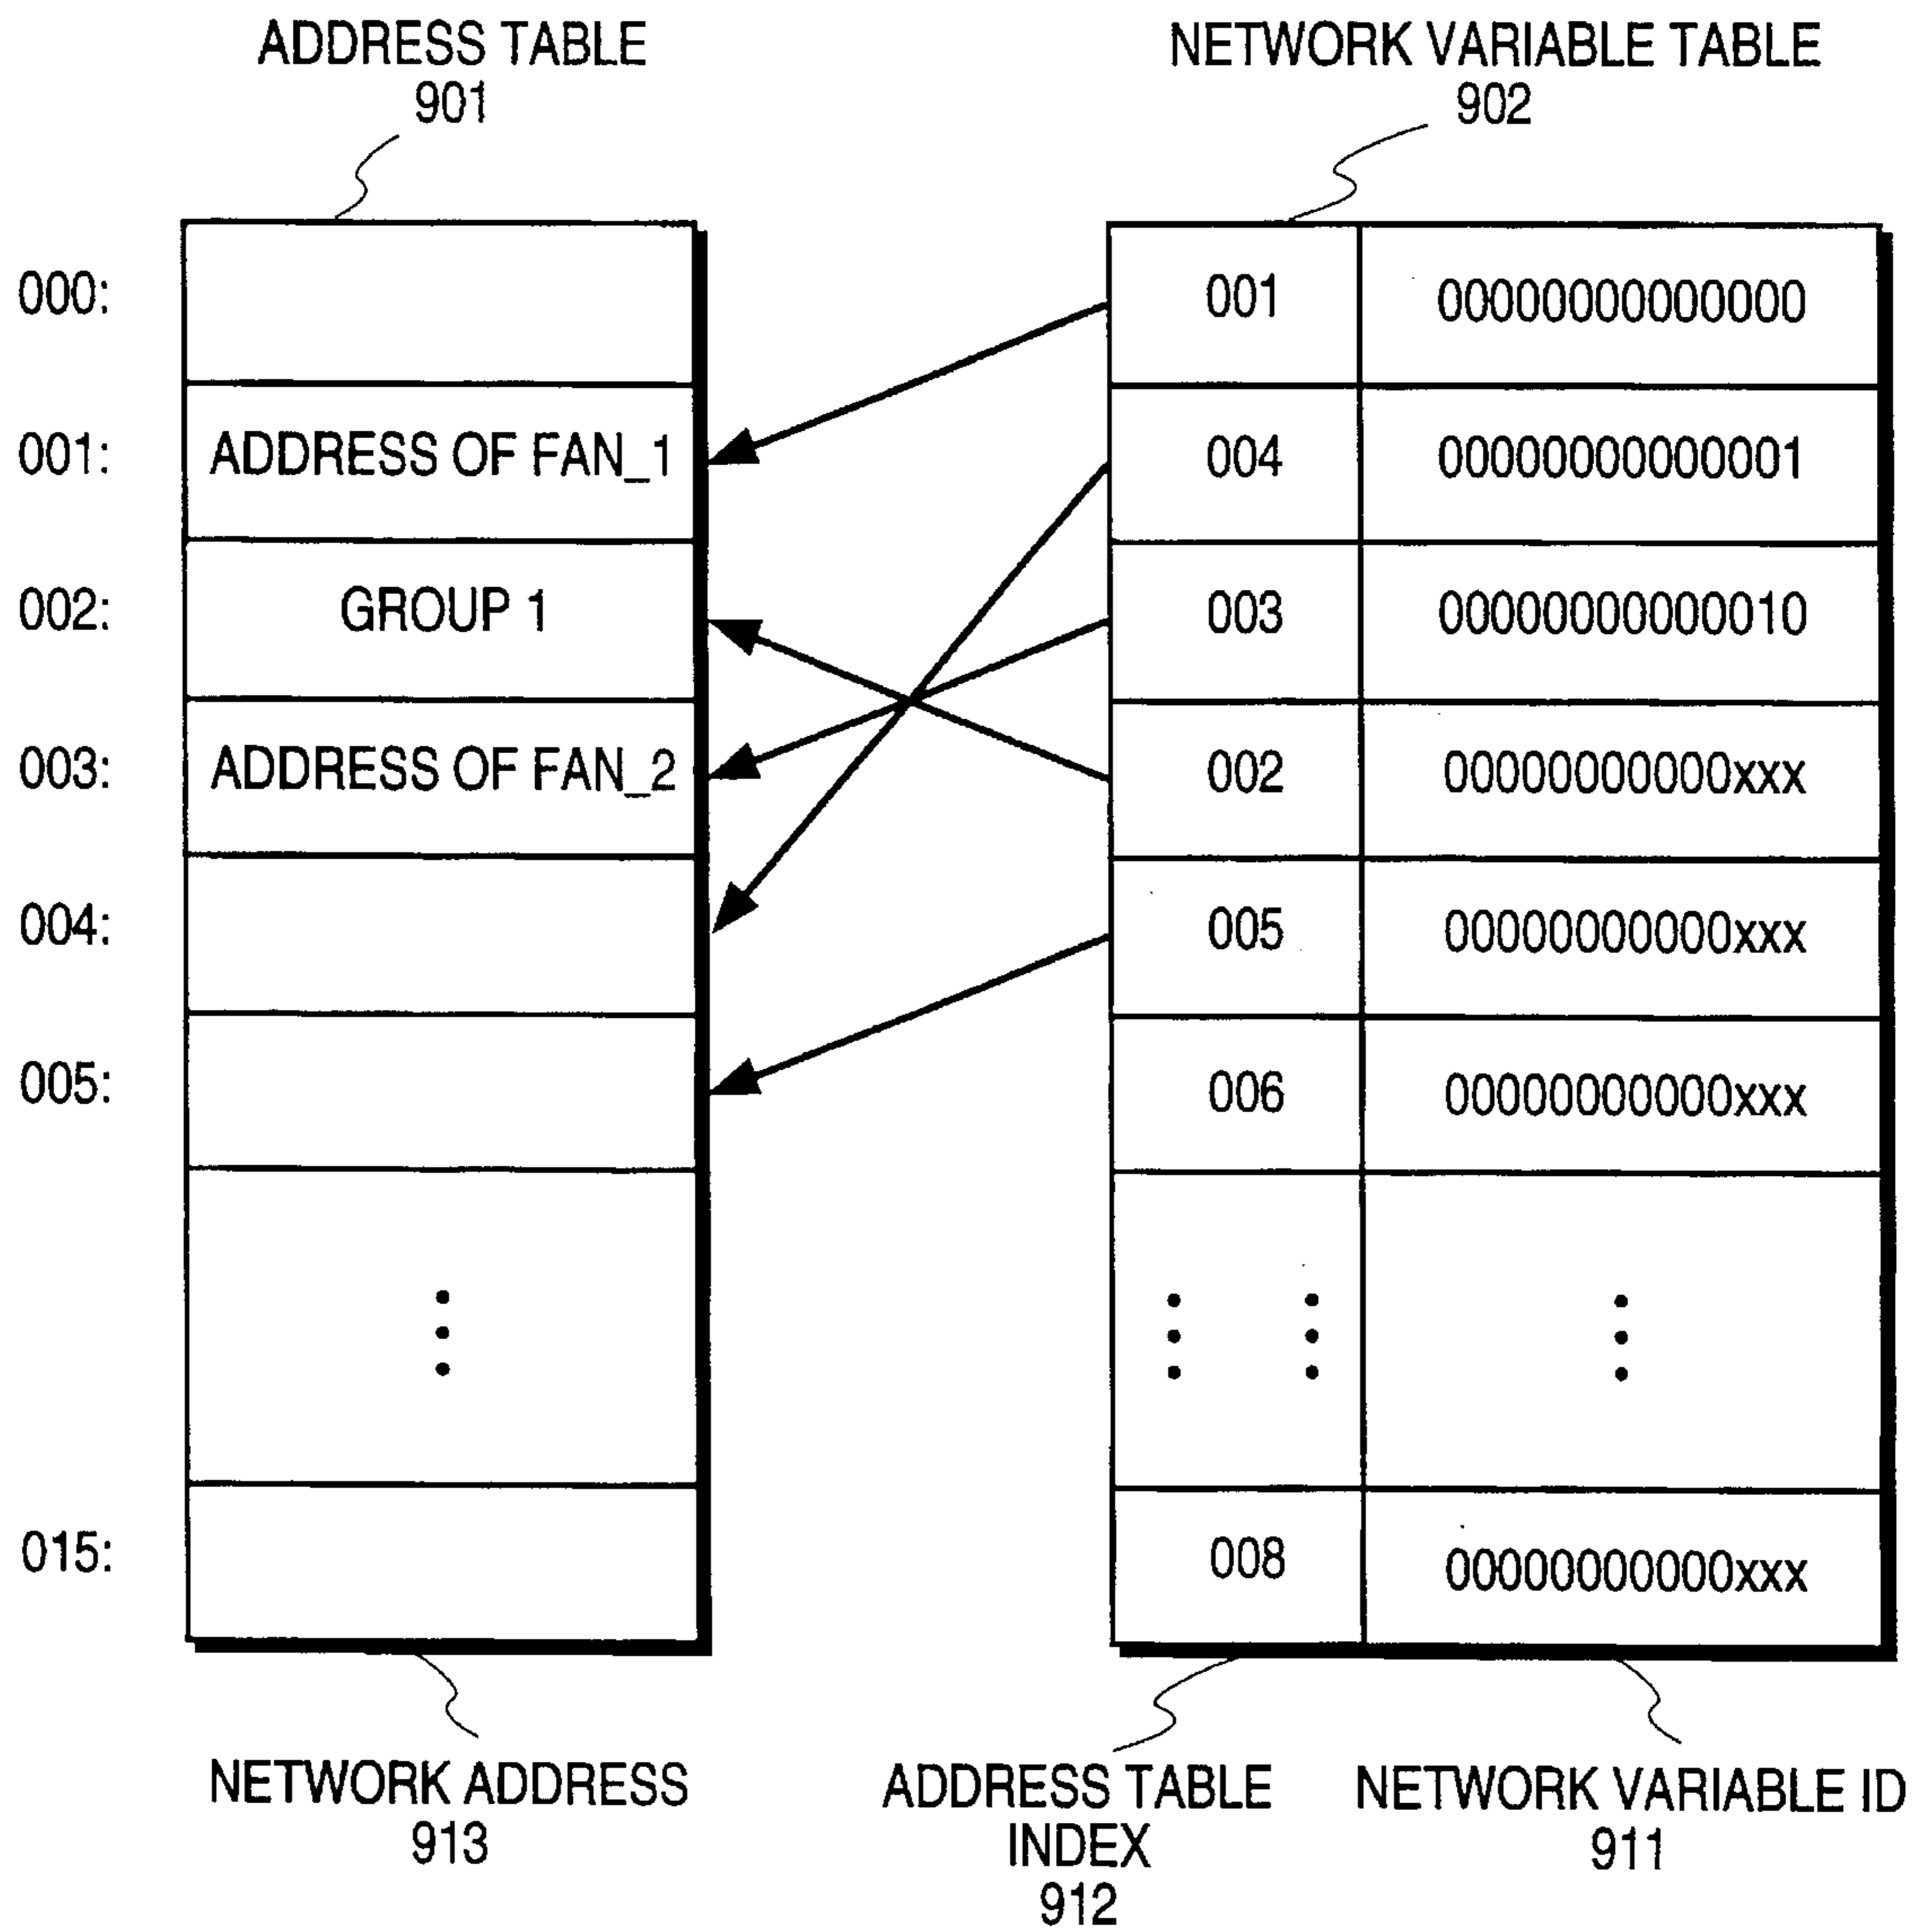 ADDRESS TABLE
901
NETWORK VARIABLE TABLE
902
000:
001 00000000000000
001: ADDRESS OF FAN_1
004 00000000000001
002: GROUP 1
003 00000000000010
003: ADDRESS OF FAN_2
002 00000000000xxx
004:
005 00000000000xxx
005:
006 00000000000xxx
015:
008 00000000000xxx
NETWORK ADDRESS
913
ADDRESS TABLE
INDEX
912
NETWORK VARIABLE ID
911